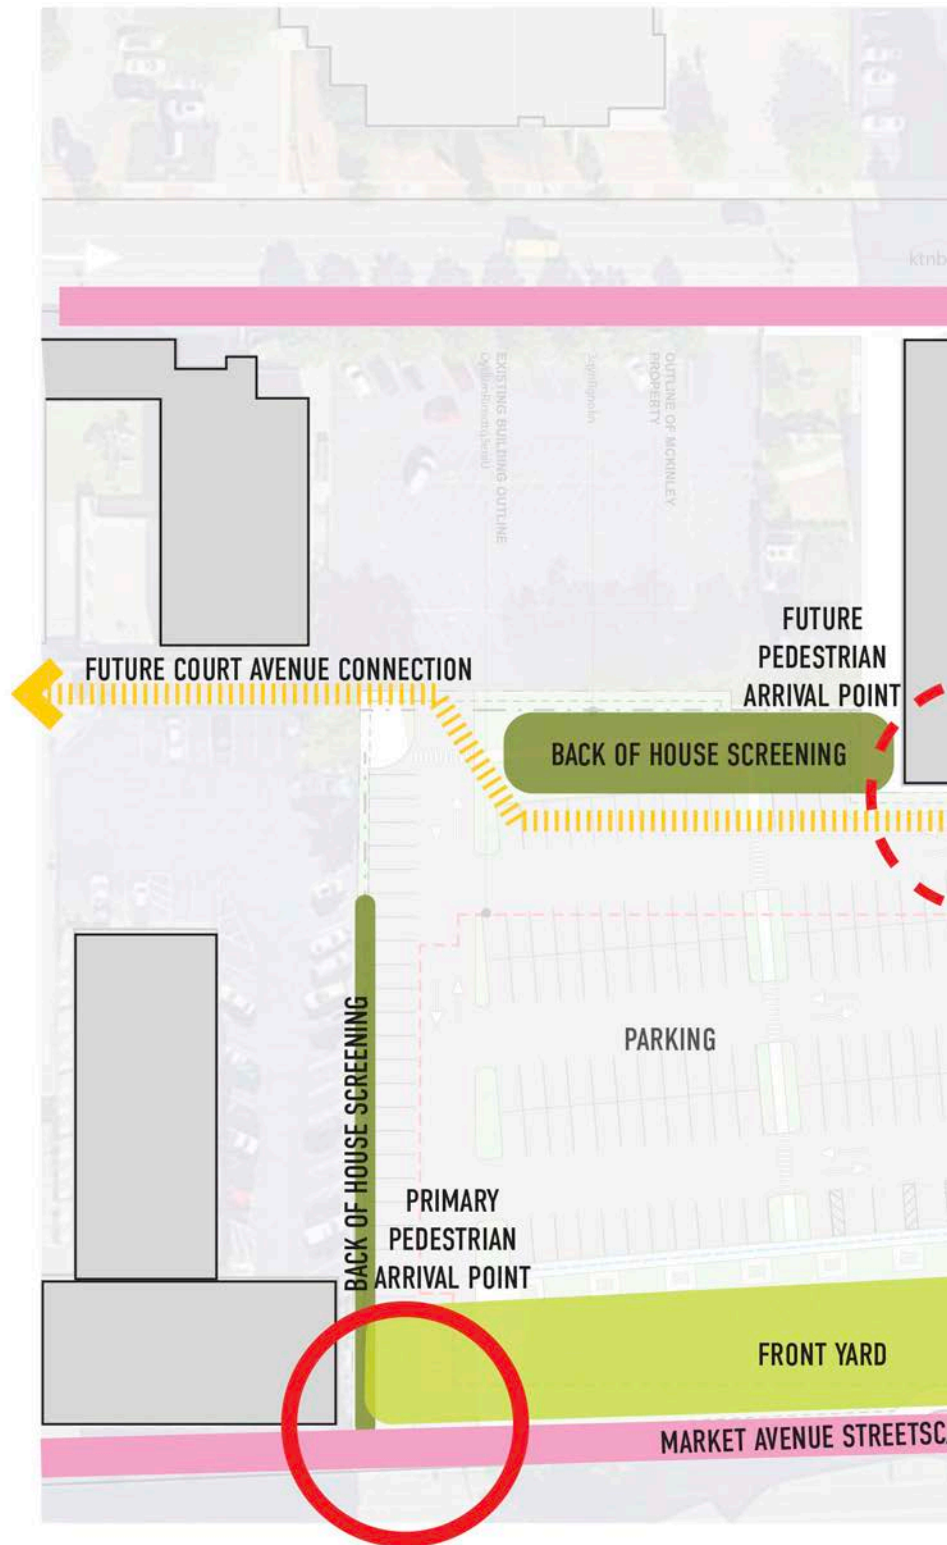 ktnb
EXISTING BUILDING OUTLINE
OUTLINE OF MCKINLEY
PROPERTY
FUTURE
PEDESTRIAN
ARRIVAL POINT
FUTURE COURT AVENUE CONNECTION
BACK OF HOUSE SCREENING
PARKING
BACK OF HOUSE SCREENING
PRIMARY
PEDESTRIAN
ARRIVAL POINT
FRONT YARD
MARKET AVENUE STREETSC